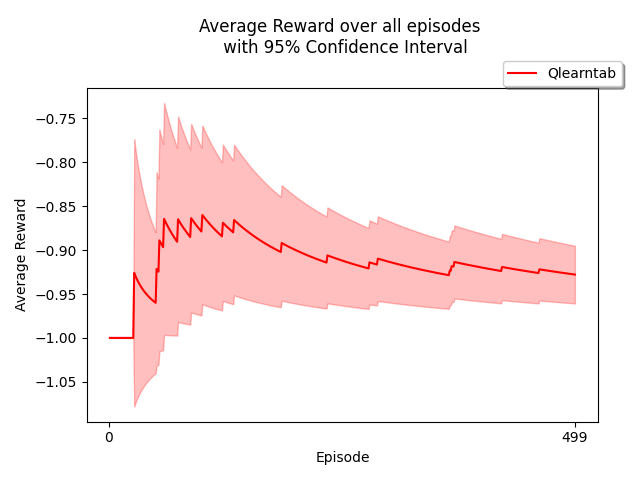 Average Reward over all episodes
with 95% Confidence Interval
Qlearntab
−0.75
−0.80
−0.85
−0.90
−0.95
−1.00
−1.05
Average Reward
0
499
Episode